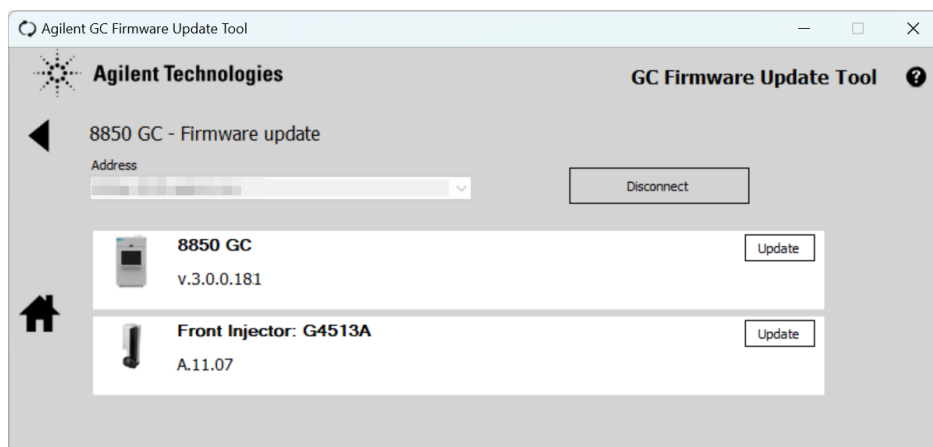 Agilent GC Firmware Update Tool
Agilent Technologies
GC Firmware Update Tool
8850 GC - Firmware update
Address
Disconnect
8850 GC
Update
v.3.0.0.181
Front Injector: G4513A
Update
A.11.07